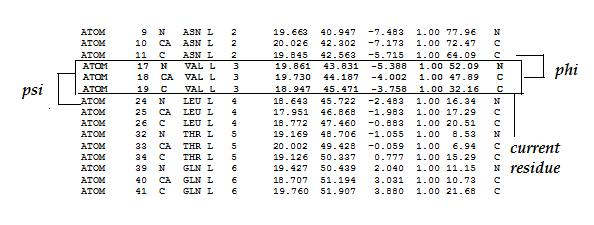 ATOM 9 N ASN L 2 19.663 40.947 -7.483 1.00 77.96 N
ATOM 10 CA ASN L 2 20.026 42.302 -7.173 1.00 72.47 C
ATOM 11 C ASN L 2 19.845 42.563 -5.715 1.00 64.09 C
ATOM 17 N VAL L 3 19.861 43.831 -5.388 1.00 52.09 N
phi
ATOM 18 CA VAL L 3 19.730 44.187 -4.002 1.00 47.89 C
psi
ATOM 19 C VAL L 3 18.947 45.471 -3.758 1.00 32.16 C
ATOM 24 N LEU L 4 18.643 45.722 -2.483 1.00 16.34 N
ATOM 25 CA LEU L 4 17.951 46.868 -1.983 1.00 17.29 C
ATOM 26 C LEU L 4 18.772 47.460 -0.883 1.00 20.51 C
ATOM 32 N THR L 5 19.169 48.706 -1.055 1.00 8.53 N
ATOM 33 CA THR L 5 20.002 49.428 -0.059 1.00 6.94 C
current
ATOM 34 C THR L 5 19.126 50.337 0.777 1.00 15.29 C
residue
ATOM 39 N GLN L 6 19.427 50.439 2.040 1.00 11.15 N
ATOM 40 CA GLN L 6 18.707 51.194 3.031 1.00 10.73 C
ATOM 41 C GLN L 6 19.760 51.907 3.880 1.00 21.68 C